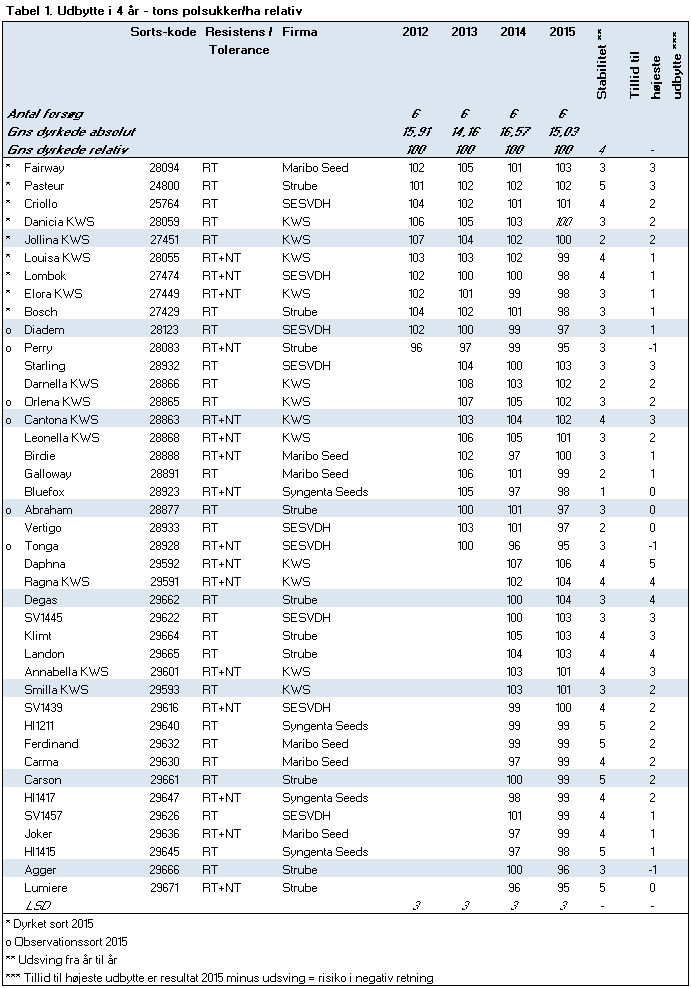 Tabel 1. Udbytte i 4 år - tons polsukker/ha relativ
Sorts-kode Resistens / Tolerance Firma 2012 2013 2014 2015 Stabilitet ** Tillid til højeste udbytte ***
Antal forsøg 6 6 6 6
Gns dyrkede absolut 15,91 14,16 16,57 15,03
Gns dyrkede relativ 100 100 100 100 4 -
* Fairway 28094 RT Maribo Seed 102 105 101 103 3 3
* Pasteur 24800 RT Strube 101 102 102 102 5 3
* Criollo 25764 RT SESVDH 104 102 101 101 4 2
* Danicia KWS 28059 RT KWS 106 105 103 100 3 2
* Jollina KWS 27451 RT KWS 107 104 102 100 2 2
* Louisa KWS 28055 RT+NT KWS 103 103 102 99 4 1
* Lombok 27474 RT+NT SESVDH 102 100 100 98 4 1
* Elora KWS 27449 RT+NT KWS 102 101 99 98 3 1
* Bosch 27429 RT Strube 104 102 101 98 3 1
o Diadem 28123 RT SESVDH 102 100 99 97 3 1
o Perry 28083 RT+NT Strube 96 97 99 95 3 -1
Starling 28932 RT SESVDH 104 100 103 3 3
Darnella KWS 28866 RT KWS 108 103 102 2 2
o Orlena KWS 28865 RT KWS 107 105 102 3 2
o Cantona KWS 28863 RT+NT KWS 103 104 102 4 3
Leonella KWS 28868 RT+NT KWS 106 105 101 3 2
Birdie 28888 RT+NT Maribo Seed 102 97 100 3 1
Galloway 28891 RT Maribo Seed 106 101 99 2 1
Bluefox 28923 RT+NT Syngenta Seeds 105 97 98 1 0
o Abraham 28877 RT Strube 100 101 97 3 0
Vertigo 28933 RT SESVDH 103 101 97 2 0
o Tonga 28928 RT+NT SESVDH 100 96 95 3 -1
Daphna 29592 RT+NT KWS 107 106 4 5
Ragna KWS 29591 RT+NT KWS 102 104 4 4
Degas 29662 RT Strube 100 104 3 4
SV1445 29622 RT SESVDH 100 103 3 3
Klimt 29664 RT Strube 105 103 4 3
Landon 29665 RT Strube 104 103 4 4
Annabella KWS 29601 RT+NT KWS 103 101 4 3
Smilla KWS 29593 RT KWS 103 101 3 2
SV1439 29616 RT+NT SESVDH 99 100 4 2
HI1211 29640 RT Syngenta Seeds 99 99 5 2
Ferdinand 29632 RT Maribo Seed 99 99 5 2
Carma 29630 RT Maribo Seed 97 99 4 2
Carson 29661 RT Strube 100 99 5 2
HI1417 29647 RT+NT Syngenta Seeds 98 99 4 2
SV1457 29626 RT SESVDH 101 99 4 1
Joker 29636 RT+NT Maribo Seed 97 99 4 1
HI1415 29645 RT Syngenta Seeds 97 98 5 1
Agger 29666 RT Strube 100 96 3 -1
Lumiere 29671 RT+NT Strube 96 95 5 0
LSD 3 3 3 3 - -
* Dyrket sort 2015
o Observationssort 2015
** Udsving fra år til år
*** Tillid til højeste udbytte er resultat 2015 minus udsving = risiko i negativ retning